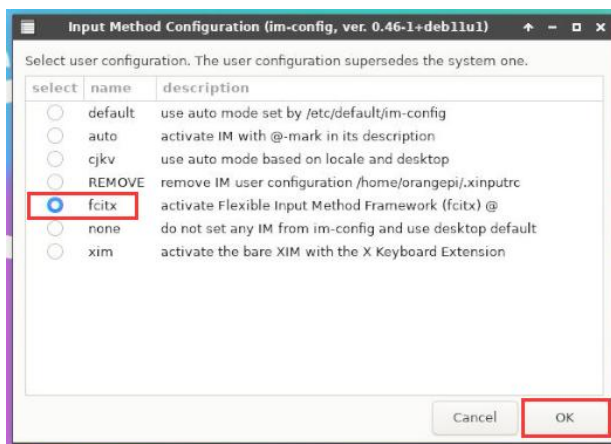 Input Method Configuration (im-config, ver. 0.46-1+deb11u1)
Select user configuration. The user configuration supersedes the system one.
select name description
default use auto mode set by /etc/default/im-config
auto activate IM with @-mark in its description
cjkv use auto mode based on locale and desktop
REMOVE remove IM user configuration /home/orangepi/.xinputrc
fcitx activate Flexible Input Method Framework (fcitx) @
none do not set any IM from im-config and use desktop default
xim activate the bare XIM with the X Keyboard Extension
Cancel OK